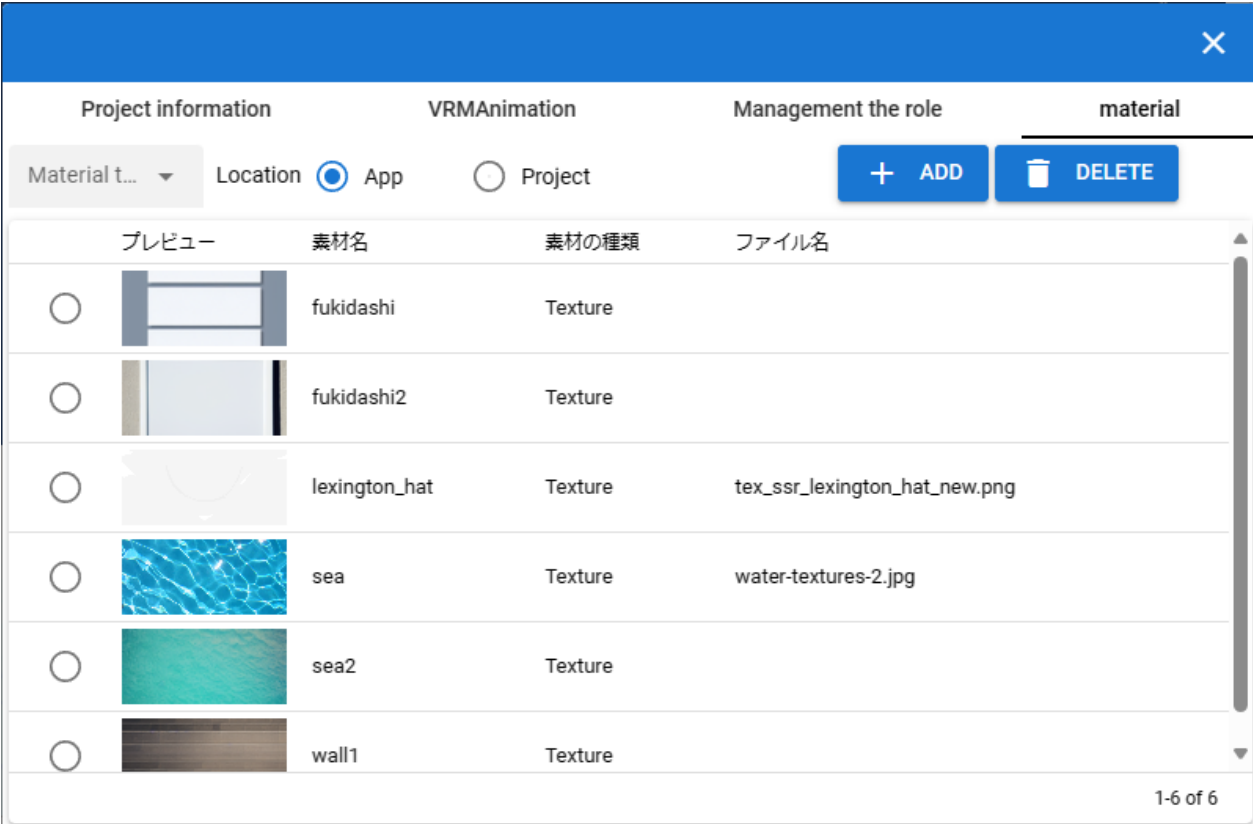 Project information VRMAnimation Management the role material
Material t... Location App Project ADD DELETE
プレビュー 素材名 素材の種類 ファイル名
fukidashi Texture
fukidashi2 Texture
lexington_hat Texture tex_ssr_lexington_hat_new.png
sea Texture water-textures-2.jpg
sea2 Texture
wall1 Texture
1-6 of 6